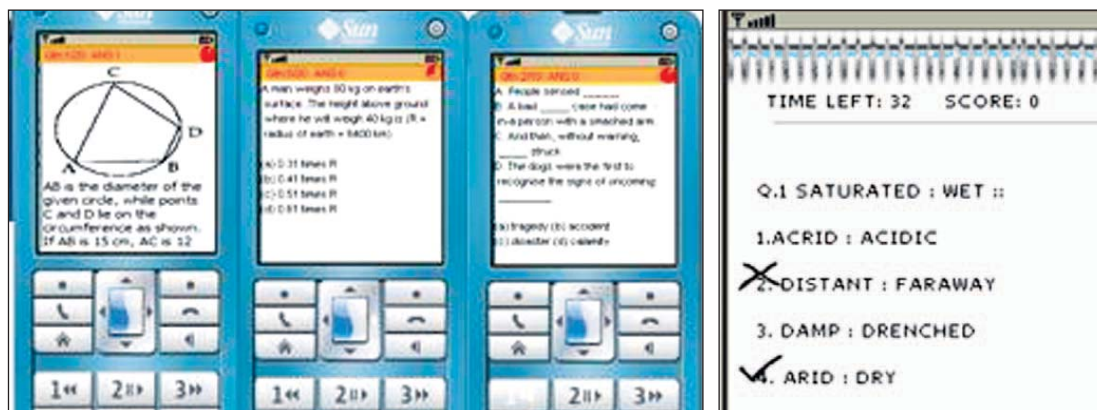 Sun
Sun
C
D
A
B
AB is the diameter of the
given circle, while points
C and D lie on the
circumference as shown.
If AB is 15 cm, AC is 12
A man weighs 80 kg on earth's
surface. The height above ground
where he will weigh 40 kg is (R =
radius of earth = 6400 km)
(a) 0.31 times R
(b) 0.41 times R
(c) 0.51 times R
(d) 0.61 times R
A. People sensed ______
B. A bad _____ case had come
in-a person with a smashed arm
C. And then, without warning,
_____ struck
D. The dogs were the first to
recognise the signs of oncoming
________
(a) tragedy (b) accident
(c) disaster (d) calamity
1
2
3
1
2
3
2
3
TIME LEFT: 32 SCORE: 0
Q.1 SATURATED : WET ::
1.ACRID : ACIDIC
2. DISTANT : FARAWAY
3. DAMP : DRENCHED
4. ARID : DRY